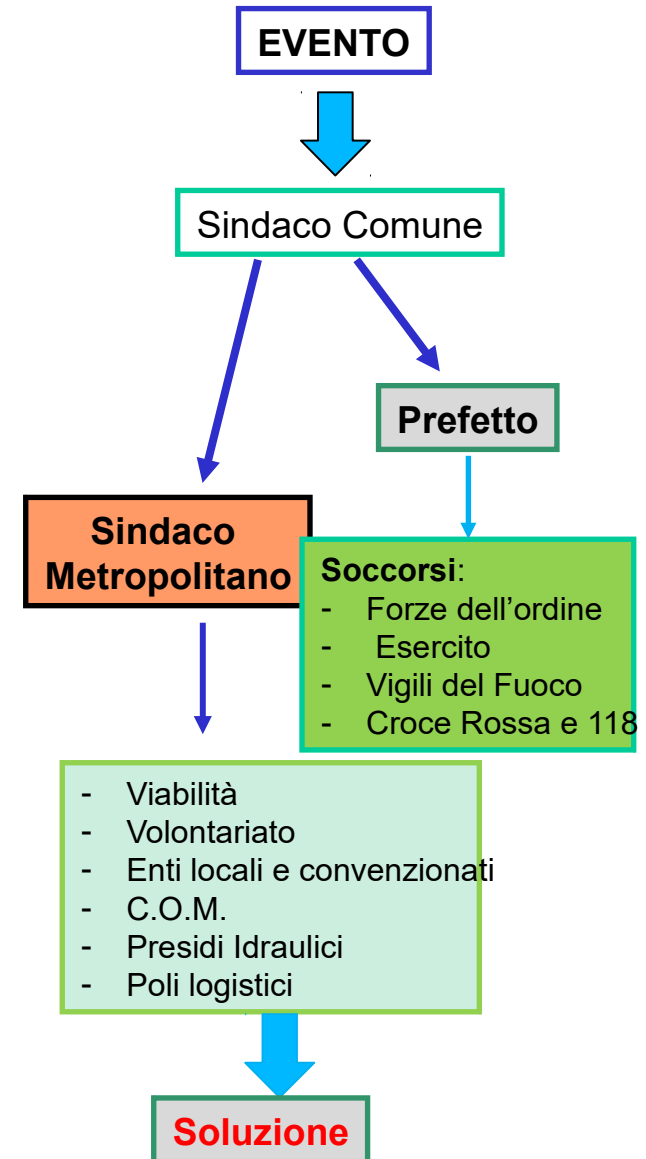 EVENTO
Sindaco Comune
Prefetto
Sindaco
Metropolitano
Soccorsi:
- Forze dell’ordine
- Esercito
- Vigili del Fuoco
- Croce Rossa e 118
- Viabilità
- Volontariato
- Enti locali e convenzionati
- C.O.M.
- Presidi Idraulici
- Poli logistici
Soluzione